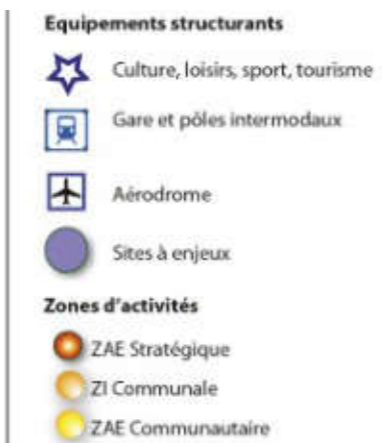 Equipements structurants
Culture, loisirs, sport, tourisme
Gare et pôles intermodaux
Aérodrome
Sites à enjeux
Zones d'activités
ZAE Stratégique
ZI Communale
ZAE Communautaire